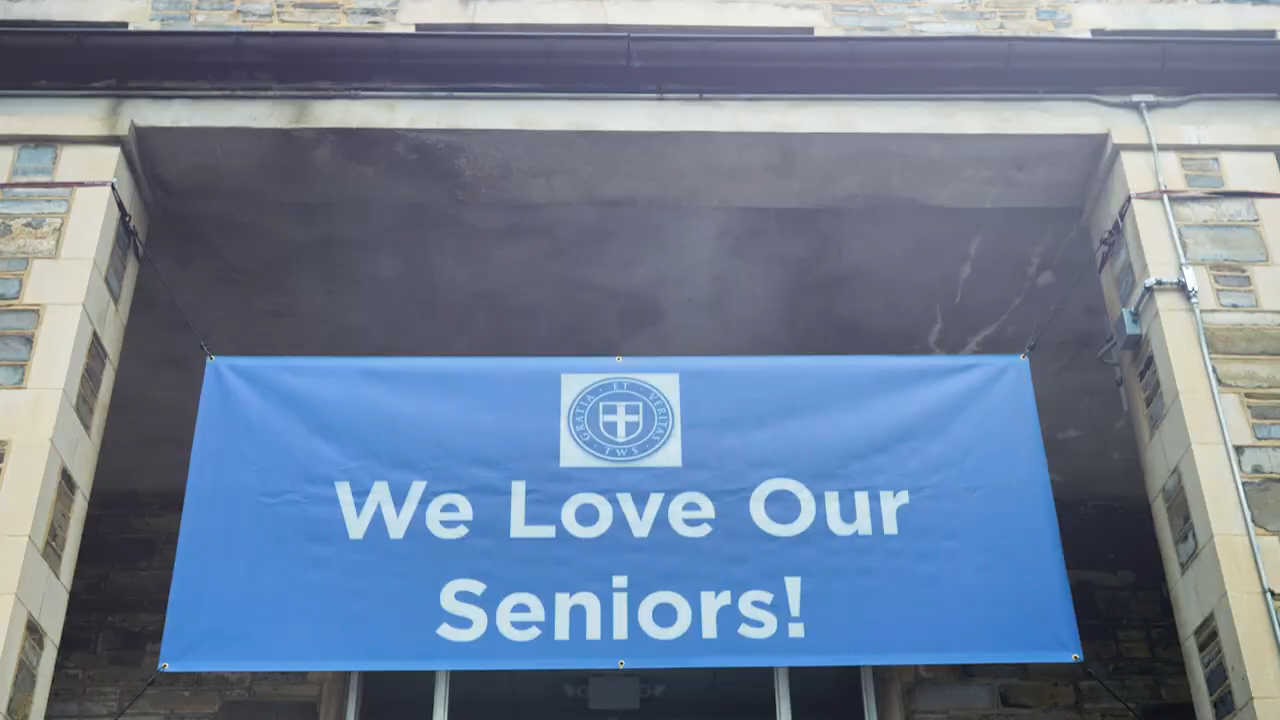 GRATIA · ET · VERITAS
· TWS ·
We Love Our
Seniors!